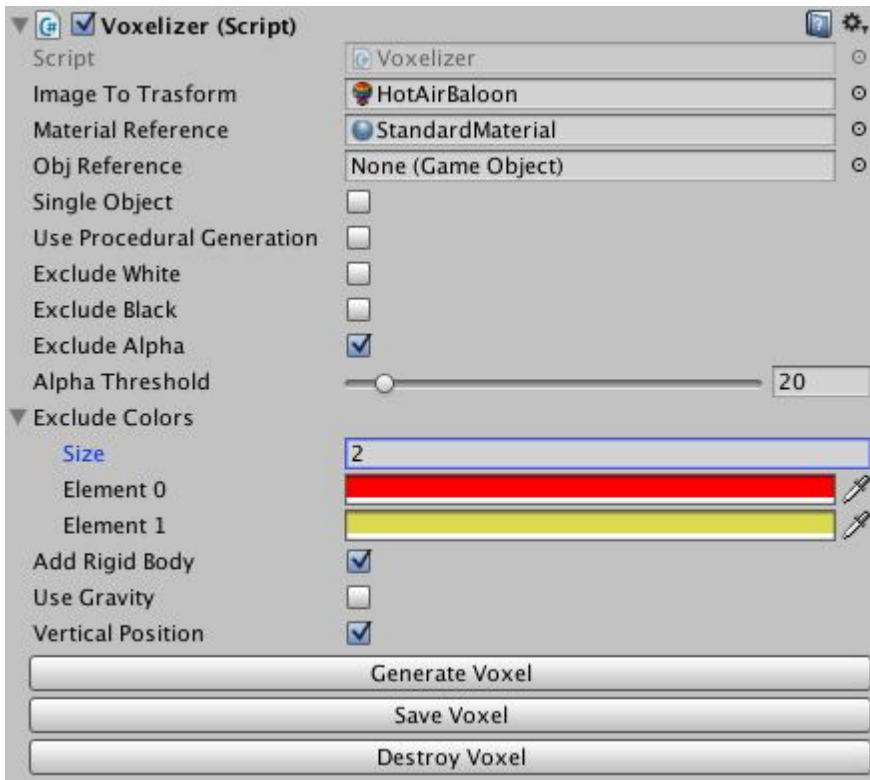 Voxelizer (Script)
Script Voxelizer
Image To Trasform HotAirBaloon
Material Reference StandardMaterial
Obj Reference None (Game Object)
Single Object
Use Procedural Generation
Exclude White
Exclude Black
Exclude Alpha
Alpha Threshold 20
Exclude Colors
Size 2
Element 0
Element 1
Add Rigid Body
Use Gravity
Vertical Position
Generate Voxel
Save Voxel
Destroy Voxel